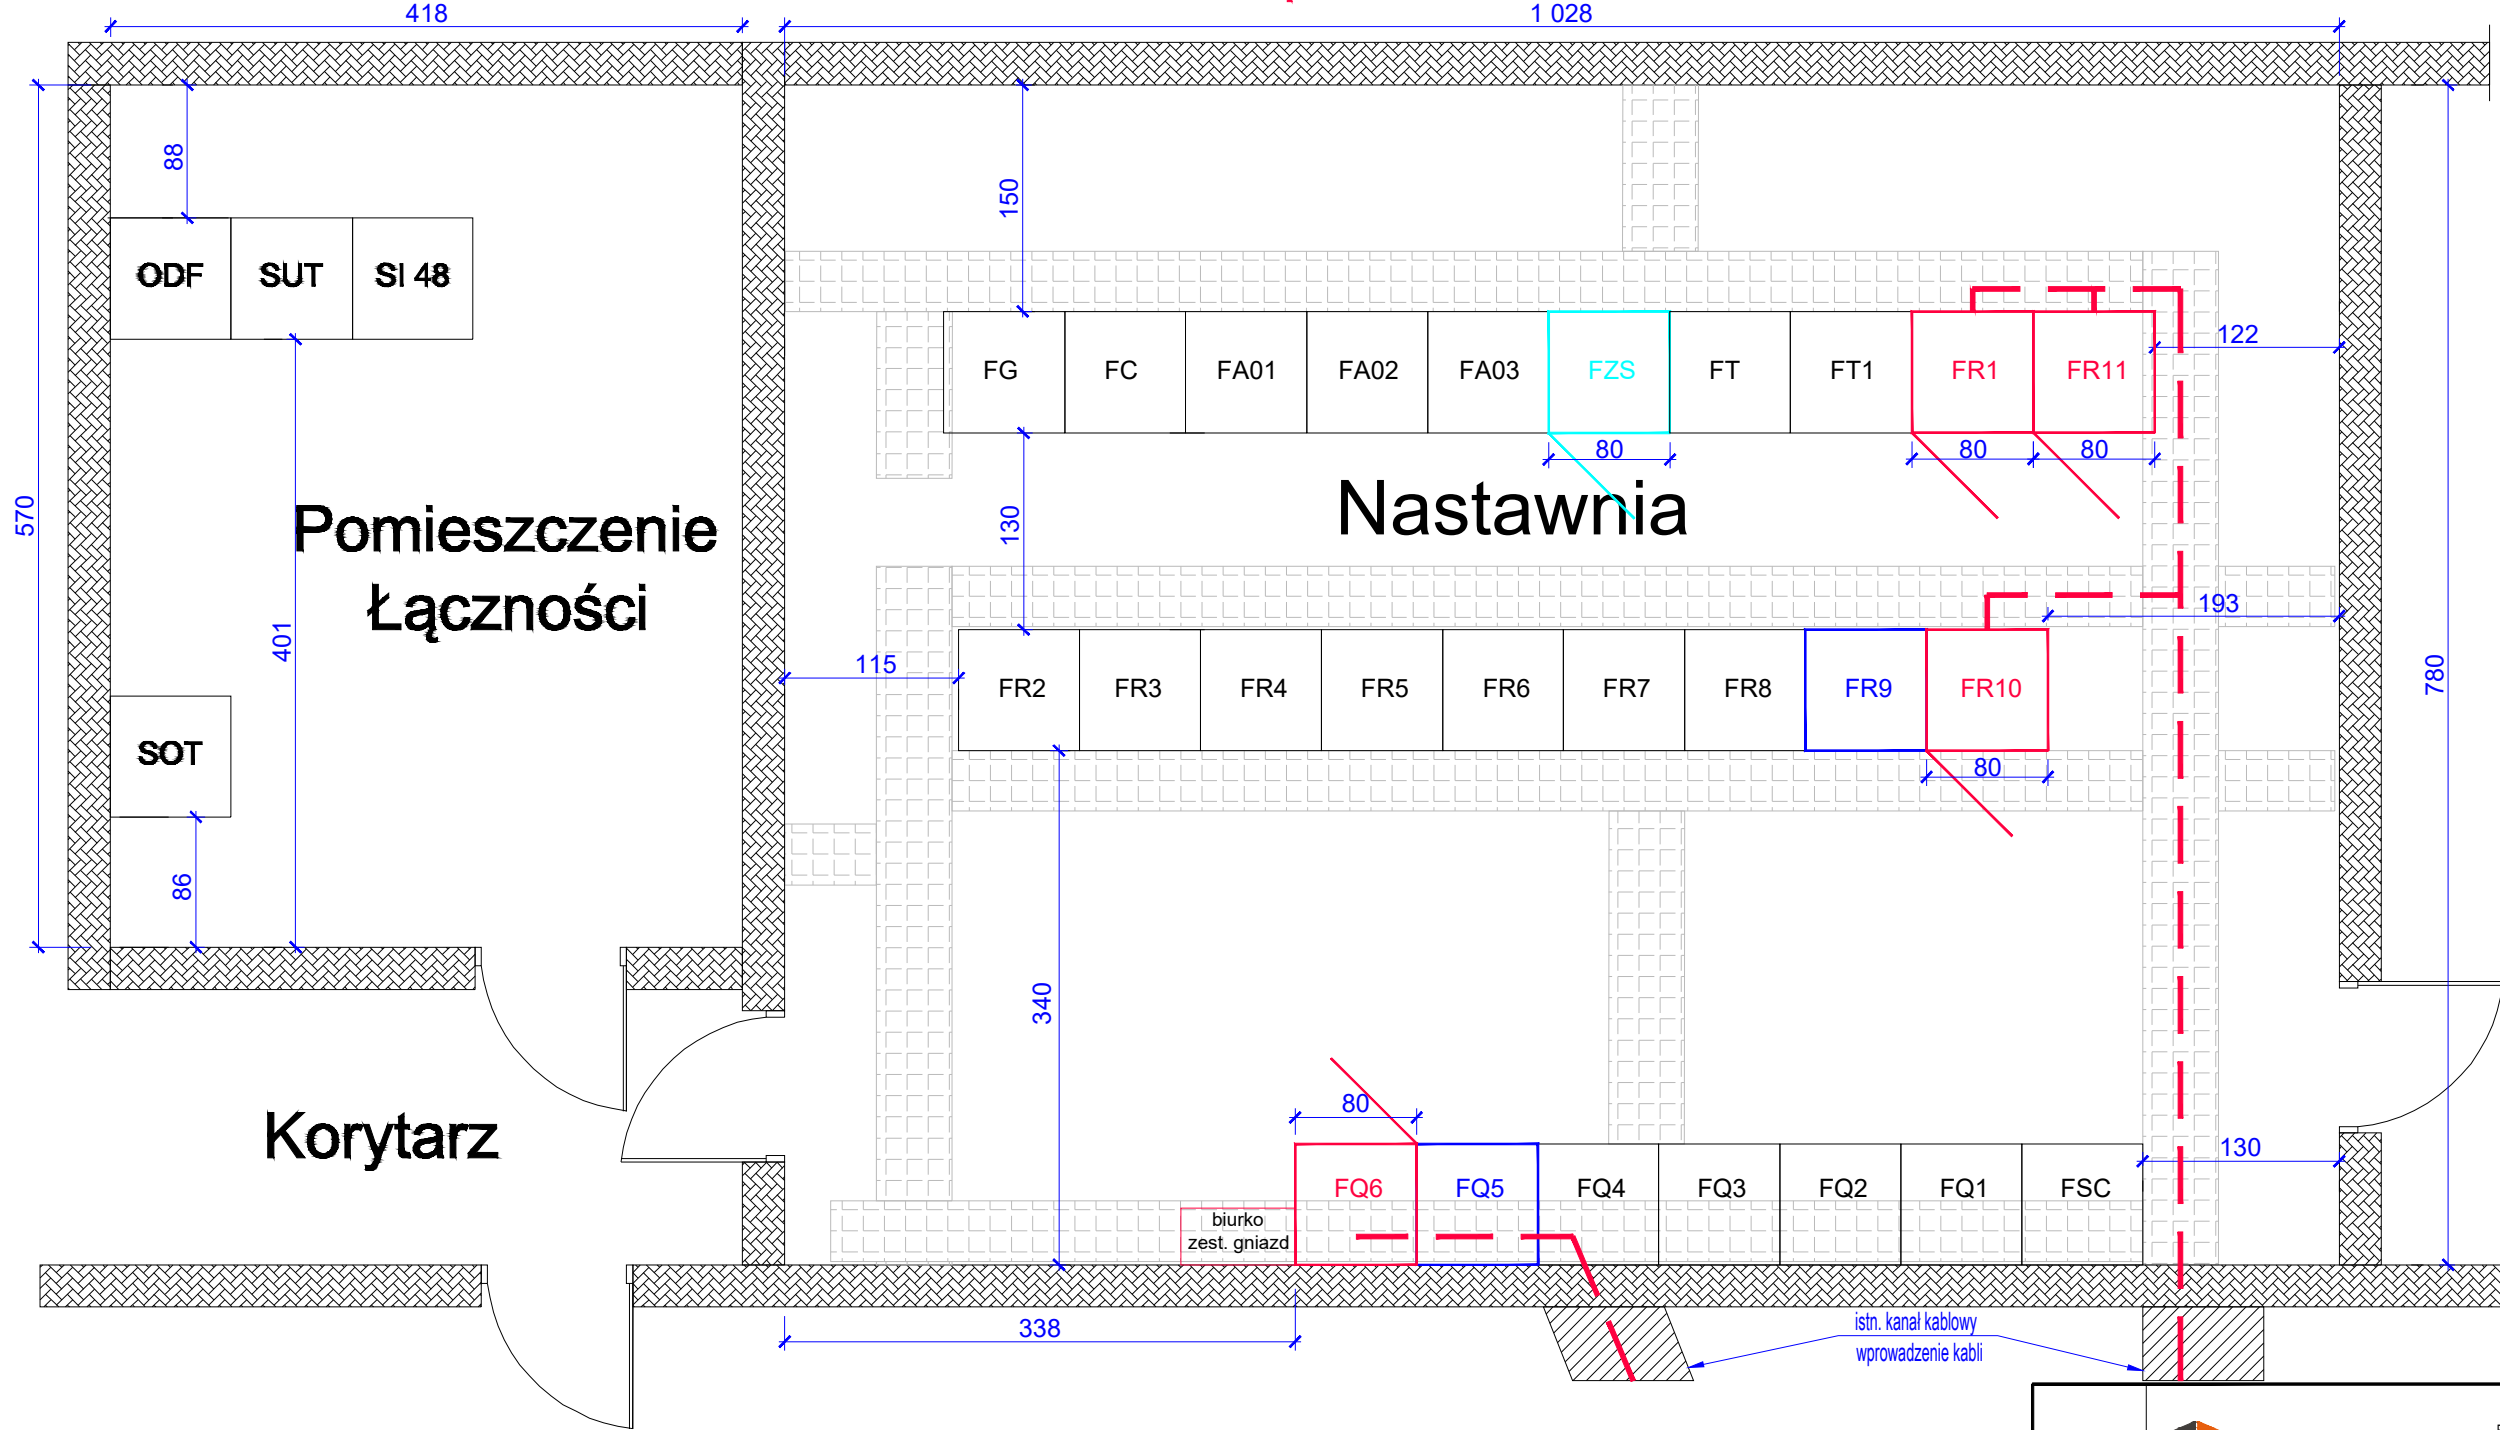 418
1 028
88
150
ODF
SUT
SI 48
122
FG
FC
FA01
FA02
FA03
FZS
FT
FT1
FR1
FR11
80
80
80
570
Pomieszczenie
Łączności
130
Nastawnia
401
193
115
FR2
FR3
FR4
FR5
FR6
FR7
FR8
FR9
FR10
780
SOT
80
86
340
Korytarz
80
130
FQ6
FQ5
FQ4
FQ3
FQ2
FQ1
FSC
biurko
zest. gniazd
338
istn. kanał kablowy
wprowadzenie kabli